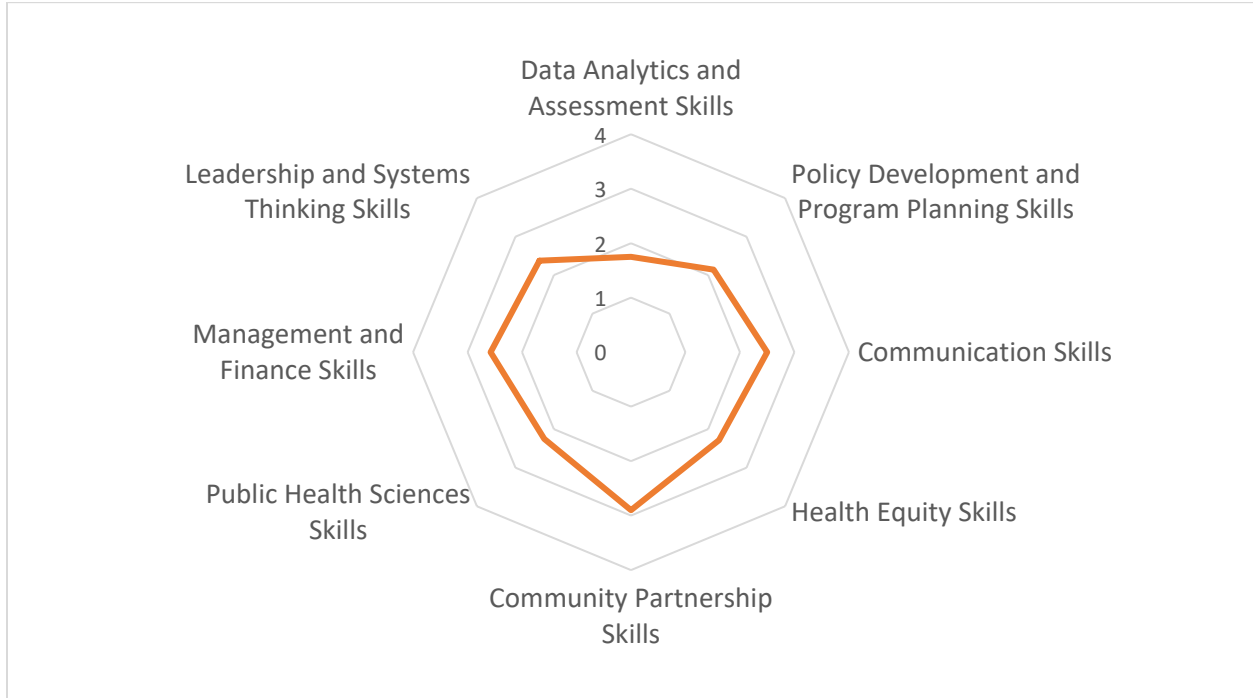 Data Analytics and
Assessment Skills
4
Leadership and Systems
Thinking Skills
Policy Development and
Program Planning Skills
3
2
1
Management and
Finance Skills
0
Communication Skills
Public Health Sciences
Skills
Health Equity Skills
Community Partnership
Skills